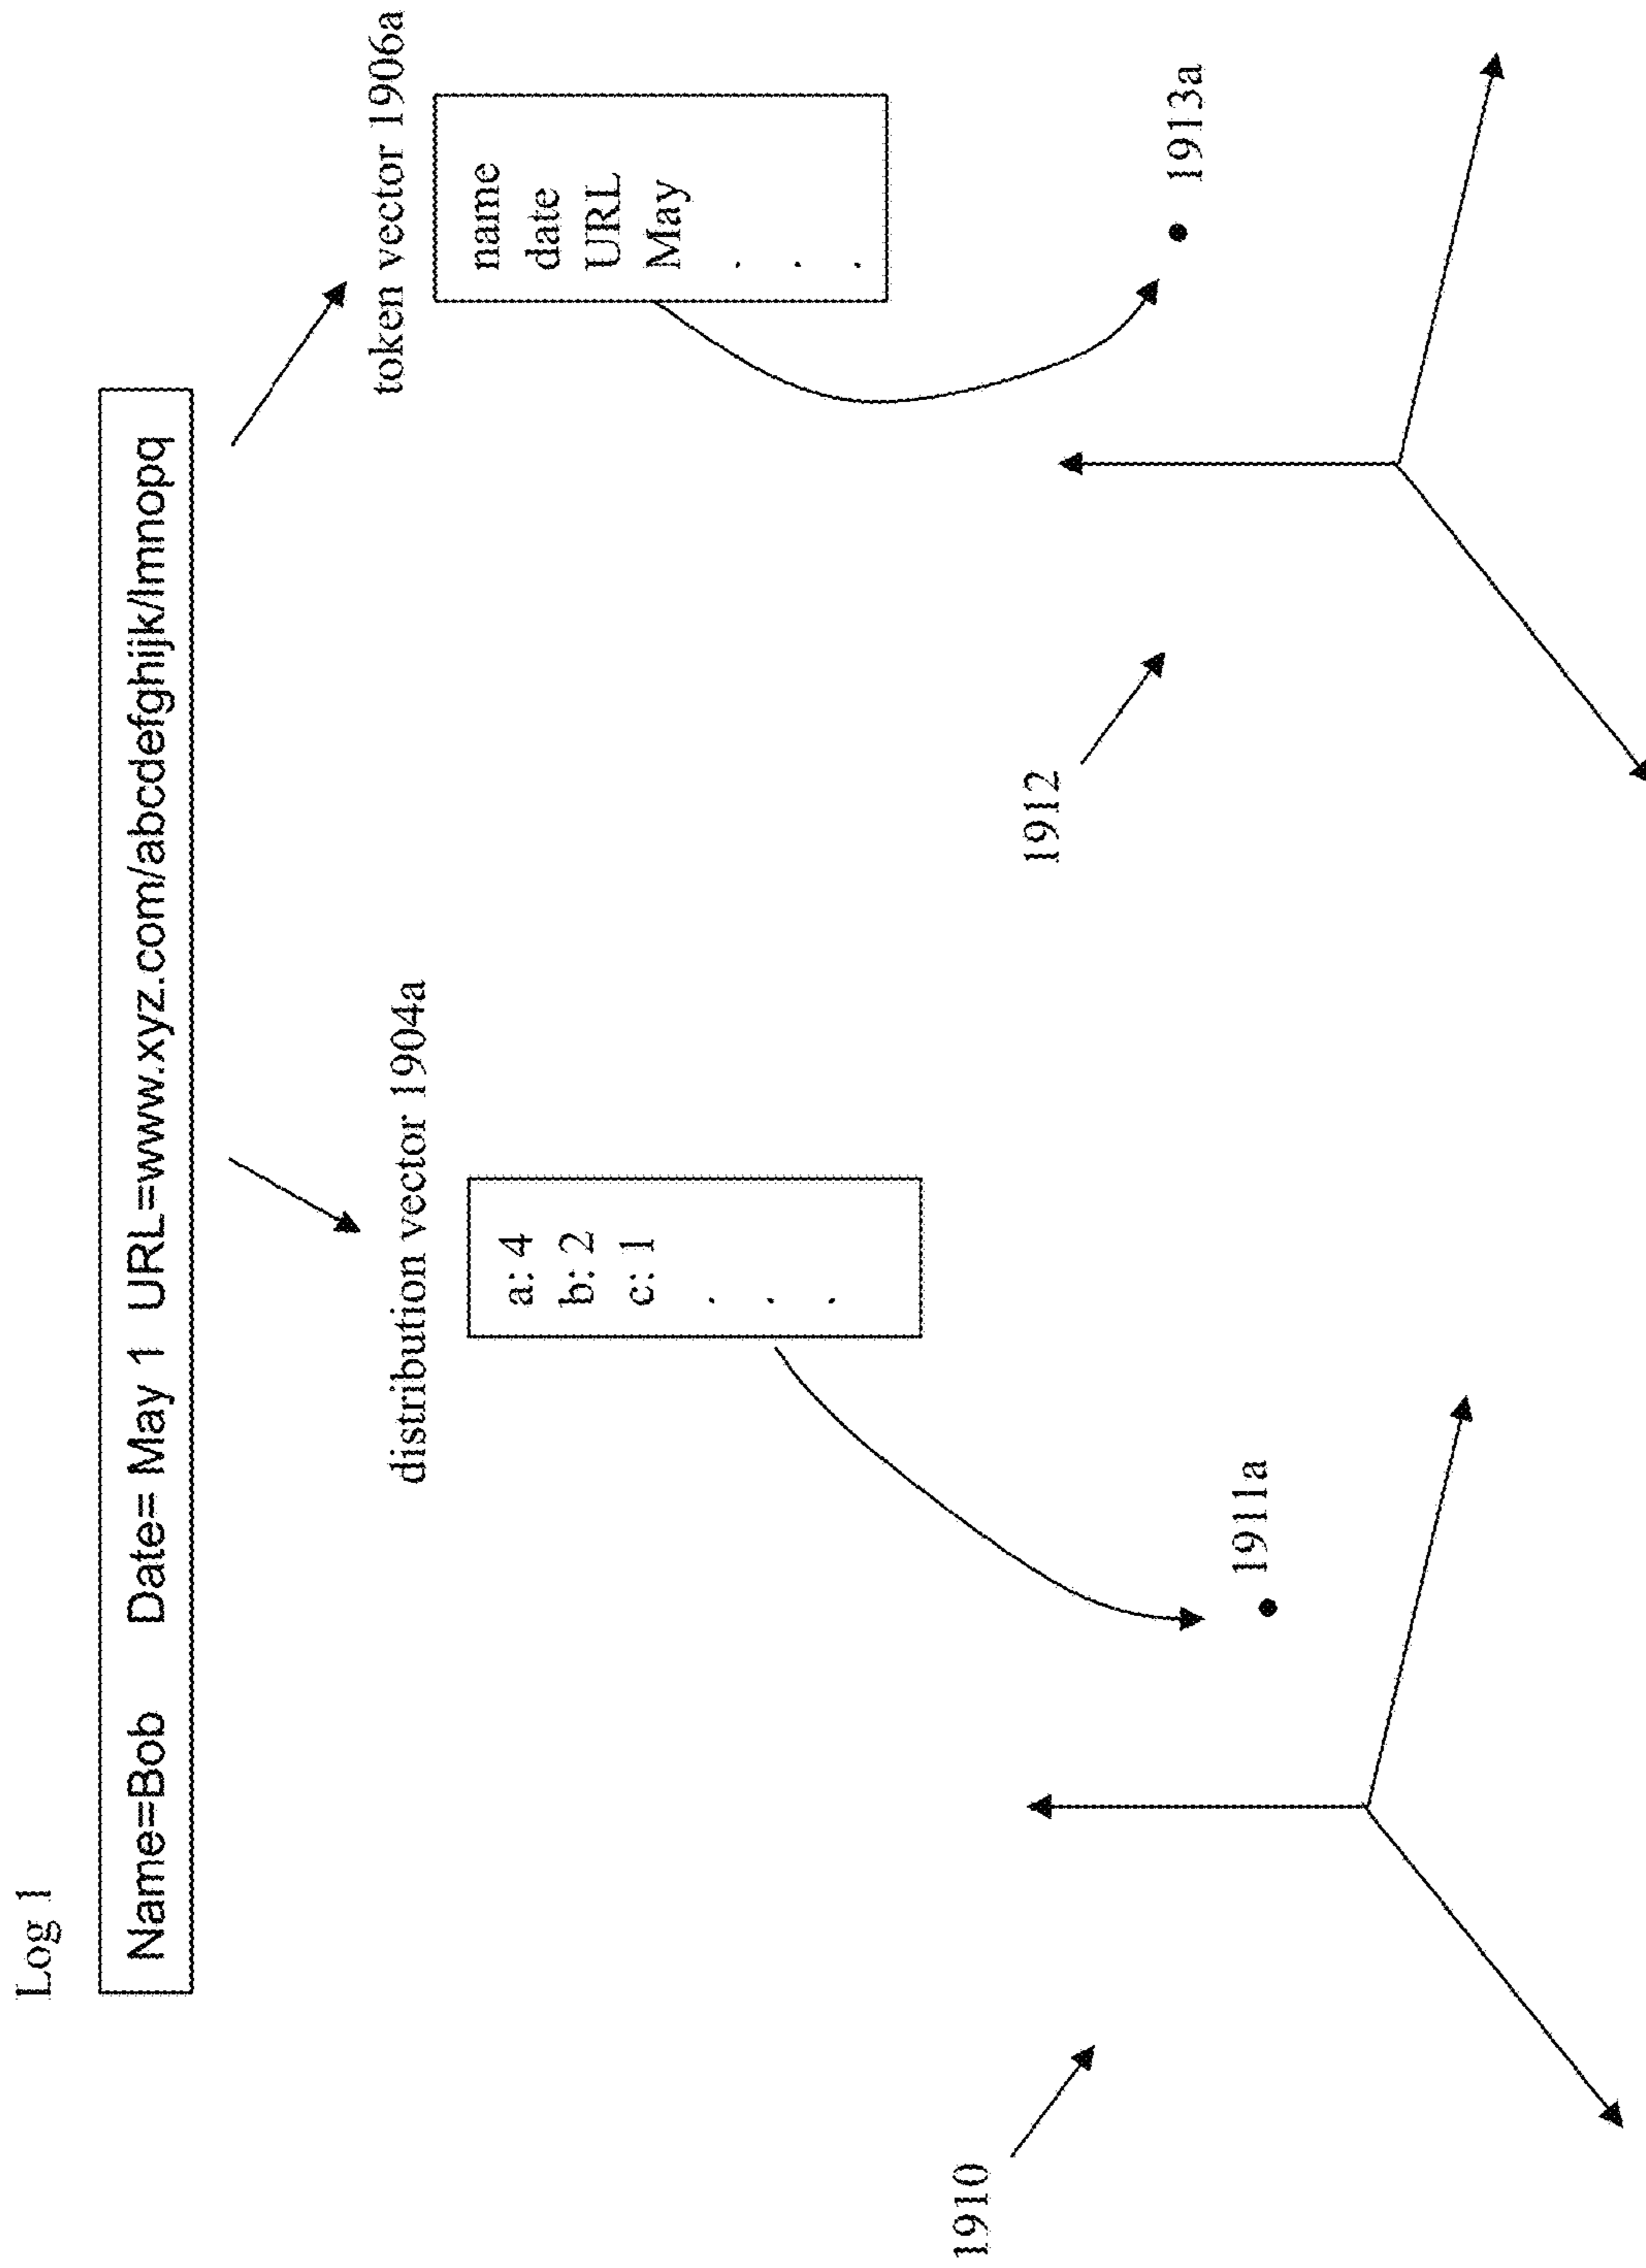 Log 1
Name=Bob Date= May 1 URL=www.xyz.com/abcdefghijk/lmnopq
distribution vector 1904a
a: 4
b: 2
c: 1
.
.
.
token vector 1906a
name
date
URL
May
.
.
.
1910
1911a
1912
1913a